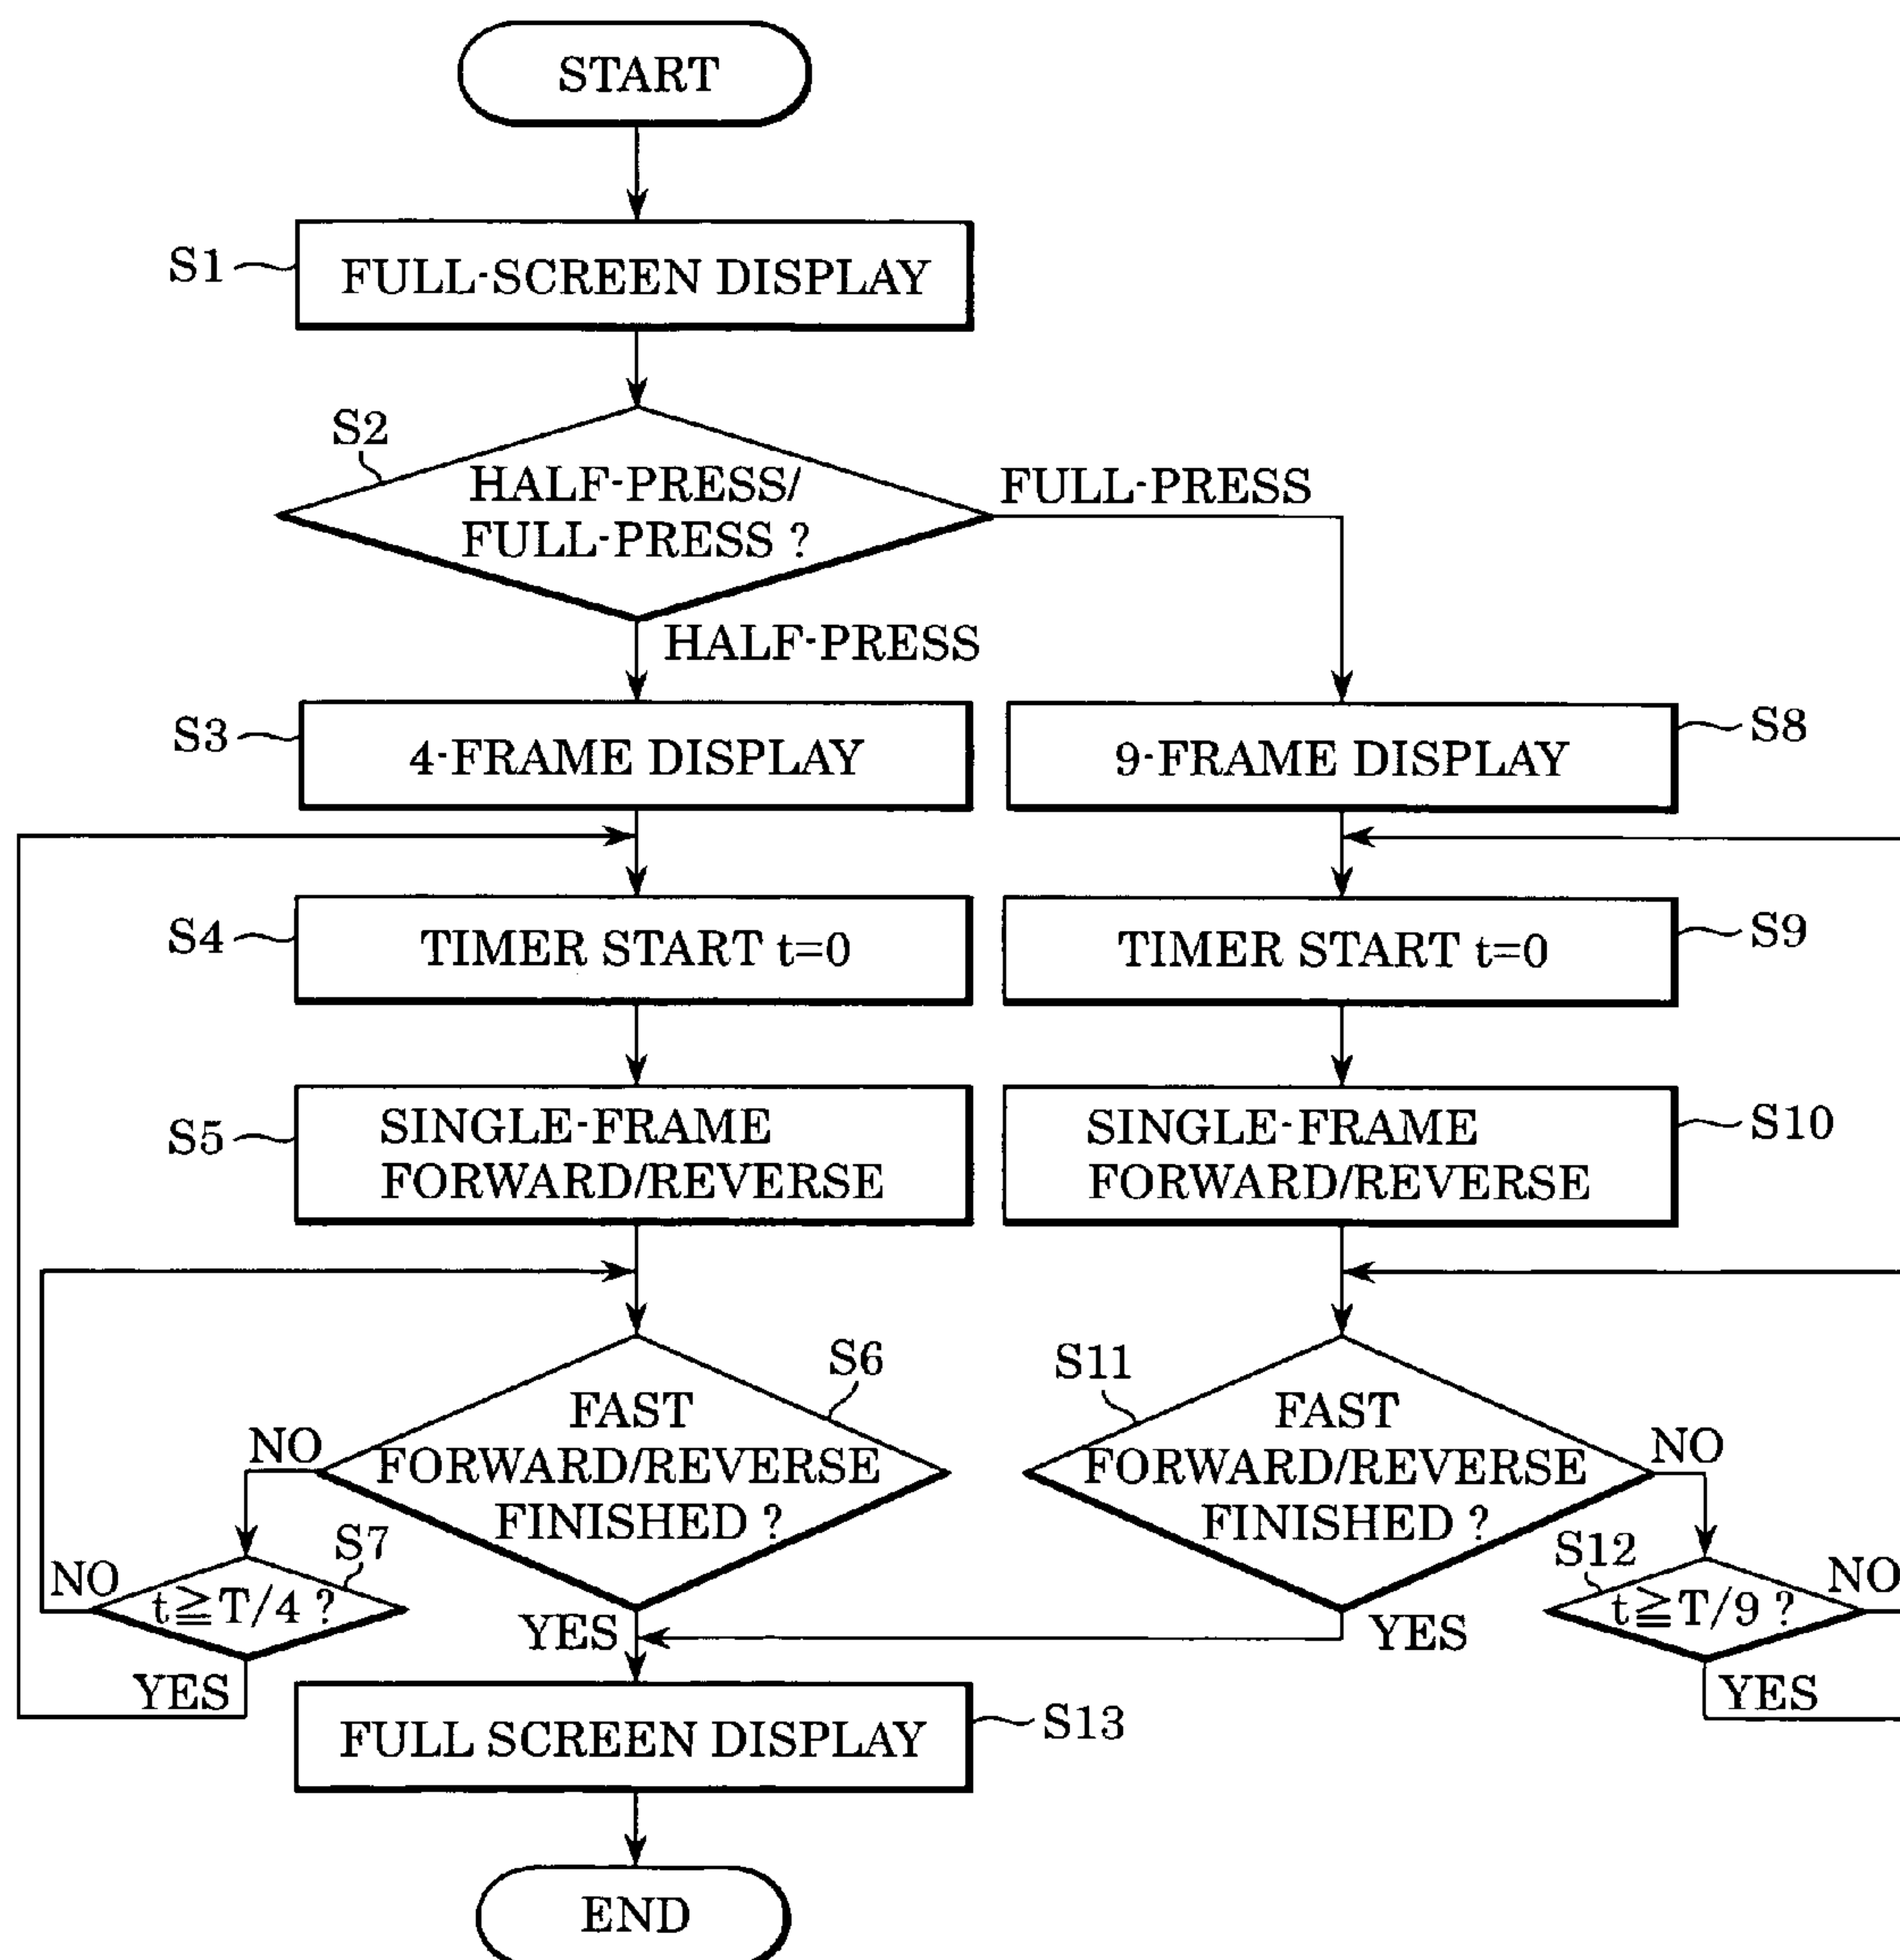 START
S1
FULL-SCREEN DISPLAY
S2
HALF-PRESS/
FULL-PRESS ?
FULL-PRESS
HALF-PRESS
S3
4-FRAME DISPLAY
9-FRAME DISPLAY
S8
S4
TIMER START t=0
TIMER START t=0
S9
S5
SINGLE-FRAME
FORWARD/REVERSE
SINGLE-FRAME
FORWARD/REVERSE
S10
S6
FAST
FORWARD/REVERSE
FINISHED ?
NO
S11
FAST
FORWARD/REVERSE
FINISHED ?
NO
S7
t≧T/4 ?
NO
YES
YES
S12
t≧T/9 ?
NO
YES
YES
FULL SCREEN DISPLAY
S13
END